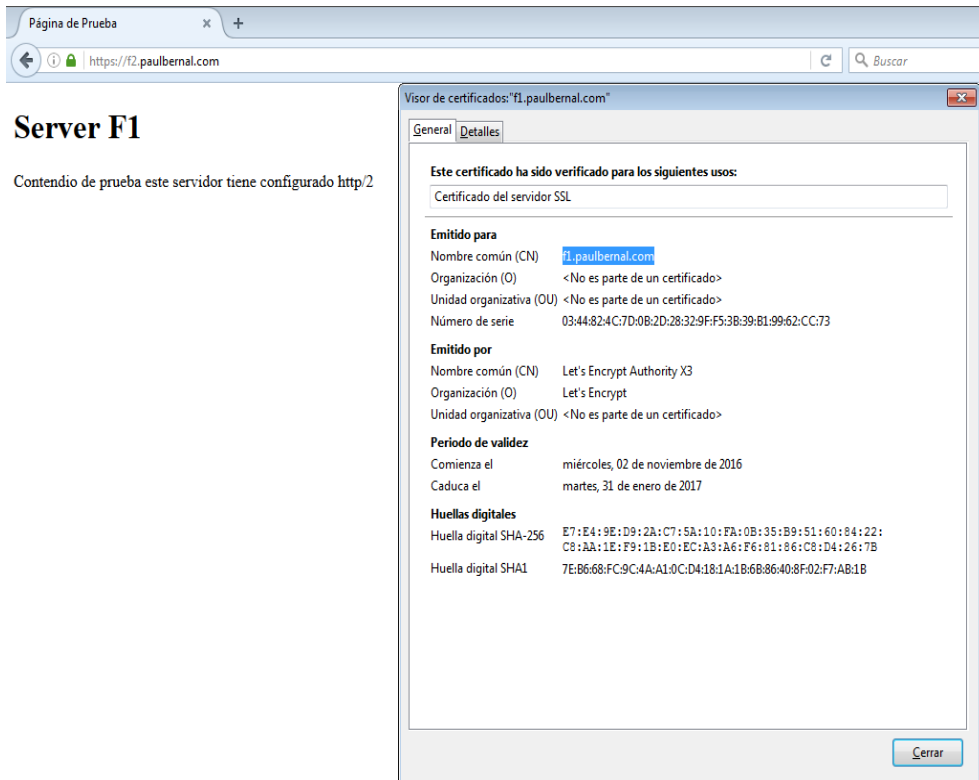 Página de Prueba
https://f2.paulbernal.com
Buscar
Server F1
Contendio de prueba este servidor tiene configurado http/2
Visor de certificados:"f1.paulbernal.com"
General Detalles
Este certificado ha sido verificado para los siguientes usos:
Certificado del servidor SSL
Emitido para
Nombre común (CN) f1.paulbernal.com
Organización (O) <No es parte de un certificado>
Unidad organizativa (OU) <No es parte de un certificado>
Número de serie 03:44:82:4C:7D:0B:2D:28:32:9F:F5:3B:39:B1:99:62:CC:73
Emitido por
Nombre común (CN) Let's Encrypt Authority X3
Organización (O) Let's Encrypt
Unidad organizativa (OU) <No es parte de un certificado>
Periodo de validez
Comienza el miércoles, 02 de noviembre de 2016
Caduca el martes, 31 de enero de 2017
Huellas digitales
Huella digital SHA-256 E7:E4:9E:D9:2A:C7:5A:10:FA:0B:35:B9:51:60:84:22:
C8:AA:1E:F9:1B:E0:EC:A3:A6:F6:81:86:C8:D4:26:7B
Huella digital SHA1 7E:B6:68:FC:9C:4A:A1:0C:D4:18:1A:1B:6B:86:40:8F:02:F7:AB:1B
Cerrar